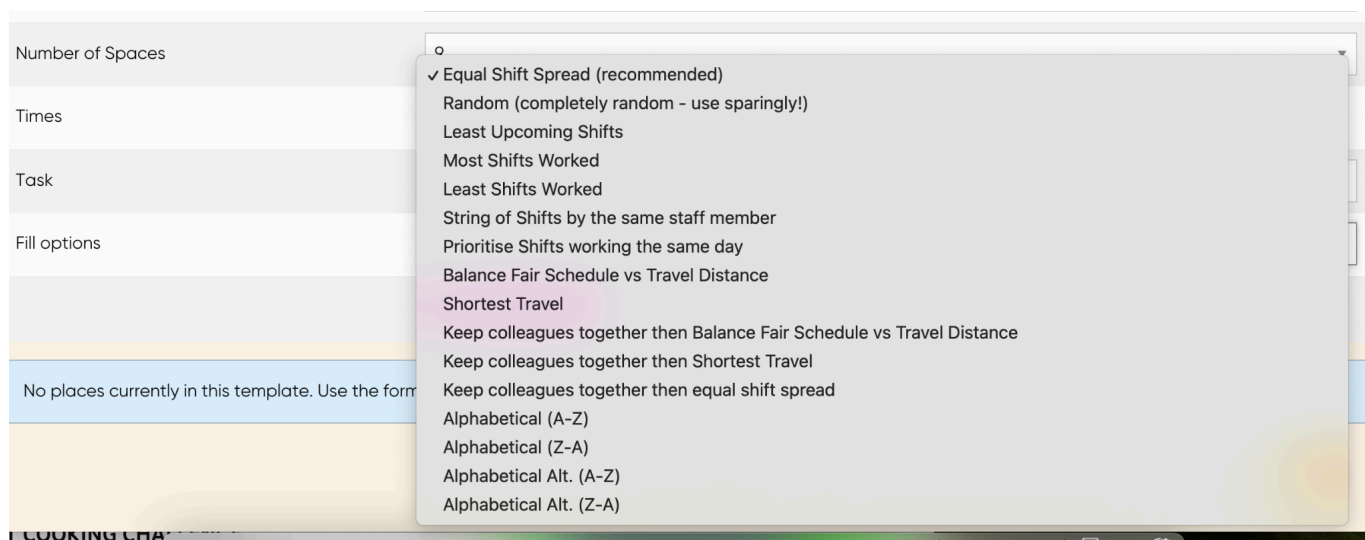 Number of Spaces
Times
Task
Fill options
✓ Equal Shift Spread (recommended)
Random (completely random - use sparingly!)
Least Upcoming Shifts
Most Shifts Worked
Least Shifts Worked
String of Shifts by the same staff member
Prioritise Shifts working the same day
Balance Fair Schedule vs Travel Distance
Shortest Travel
Keep colleagues together then Balance Fair Schedule vs Travel Distance
Keep colleagues together then Shortest Travel
Keep colleagues together then equal shift spread
Alphabetical (A-Z)
Alphabetical (Z-A)
Alphabetical Alt. (A-Z)
Alphabetical Alt. (Z-A)
No places currently in this template. Use the form
COOKING